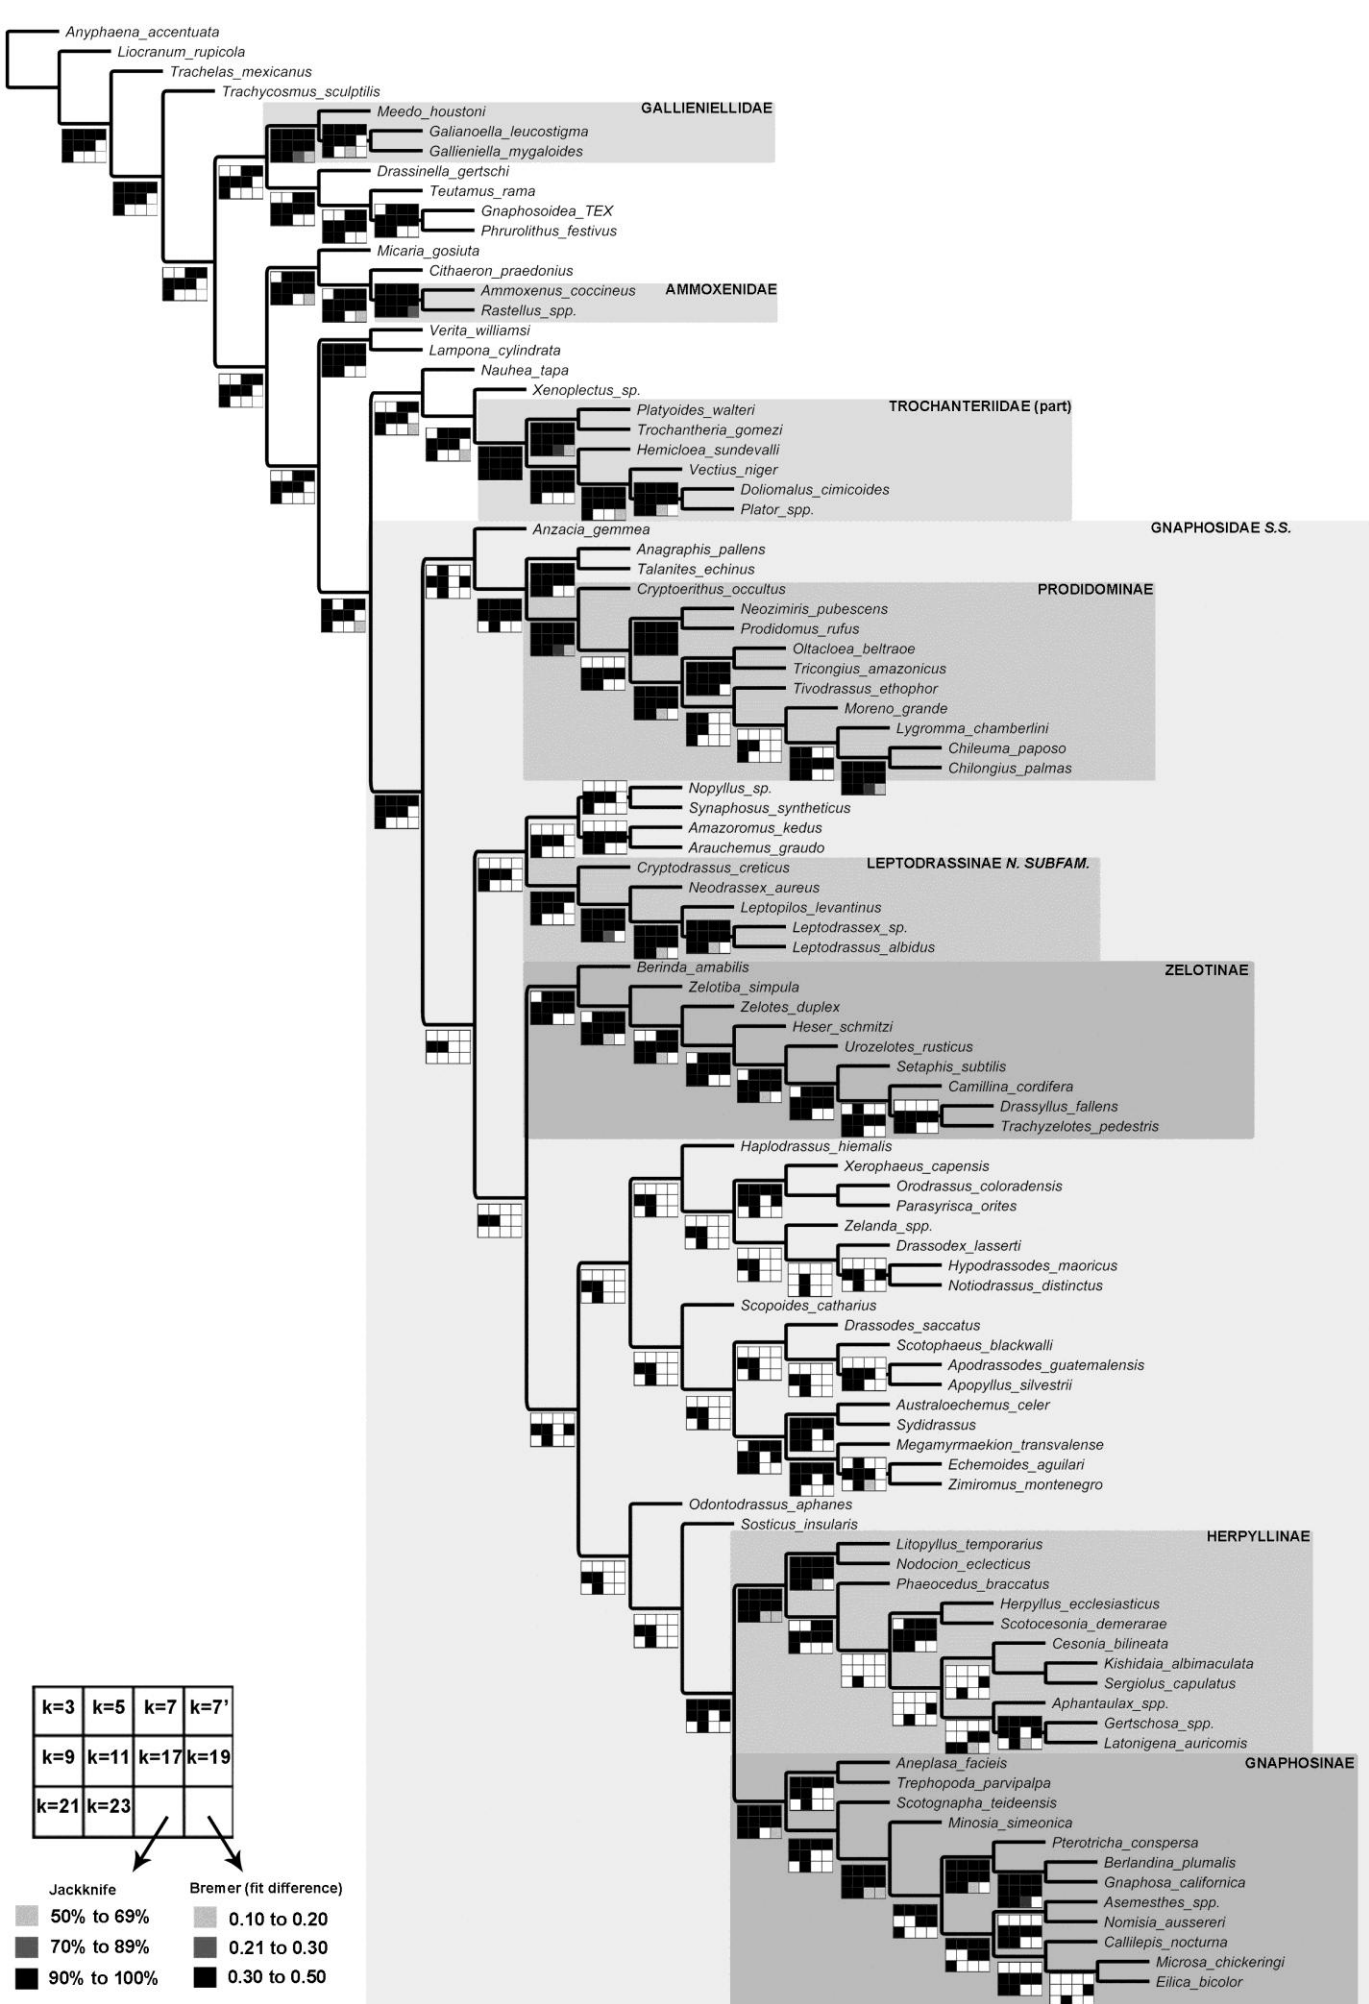 Anyphaena_accentuata
Liocranum_rupicola
Trachelas_mexicanus
Trachycosmus_sculptilis
GALLIENIELLIDAE
Meedo_houstoni
Galianoella_leucostigma
Gallieniella_mygaloides
Drassinella_gertschi
Teutamus_rama
Gnaphosoidea_TEX
Phrurolithus_festivus
Micaria_gosiuta
Cithaeron_praedonius
Ammoxenus_coccineus AMMOXENIDAE
Rastellus_spp.
Verita_williamsi
Lampona_cylindrata
Nauhea_tapa
Xenoplectus_sp.
Platyoides_walteri TROCHANTERIIDAE (part)
Trochantheria_gomezi
Hemicloea_sundevalli
Vectius_niger
Doliomalus_cimicoides
Plator_spp.
Anzacia_gemmea GNAPHOSIDAE S.S.
Anagraphis_pallens
Talanites_echinus
Cryptoerithus_occultus PRODIDOMINAE
Neozimiris_pubescens
Prodidomus_rufus
Oltacloea_beltraoe
Tricongius_amazonicus
Tivodrassus_ethophor
Moreno_grande
Lygromma_chamberlini
Chileuma_paposo
Chilongius_palmas
Nopyllus_sp.
Synaphosus_syntheticus
Amazoromus_kedus
Arauchemus_graudo
Cryptodrassus_creticus LEPTODRASSINAE N. SUBFAM.
Neodrassex_aureus
Leptopilos_levantinus
Leptodrassex_sp.
Leptodrassus_albidus
Berinda_amabilis ZELOTINAE
Zelotiba_simpula
Zelotes_duplex
Heser_schmitzi
Urozelotes_rusticus
Setaphis_subtilis
Camillina_cordifera
Drassyllus_fallens
Trachyzelotes_pedestris
Haplodrassus_hiemalis
Xerophaeus_capensis
Orodrassus_coloradensis
Parasyrisca_orites
Zelanda_spp.
Drassodex_lasserti
Hypodrassodes_maoricus
Notiodrassus_distinctus
Scopoides_catharius
Drassodes_saccatus
Scotophaeus_blackwalli
Apodrassodes_guatemalensis
Apopyllus_silvestrii
Australoechemus_celer
Sydidrassus
Megamyrmaekion_transvalense
Echemoides_aguilari
Zimiromus_montenegro
Odontodrassus_aphanes
Sosticus_insularis
HERPYLLINAE
Litopyllus_temporarius
Nodocion_eclecticus
Phaeocedus_braccatus
Herpyllus_ecclesiasticus
Scotocesonia_demerarae
Cesonia_bilineata
Kishidaia_albimaculata
Sergiolus_capulatus
Aphantaulax_spp.
Gertschosa_spp.
Latonigena_auricomis
Aneplasa_facieis GNAPHOSINAE
Trephopoda_parvipalpa
Scotognapha_teideensis
Minosia_simeonica
Pterotricha_conspersa
Berlandina_plumalis
Gnaphosa_californica
Asemesthes_spp.
Nomisia_aussereri
Callilepis_nocturna
Microsa_chickeringi
Eilica_bicolor
k=3 k=5 k=7 k=7’
k=9 k=11 k=17 k=19
k=21 k=23
Jackknife Bremer (fit difference)
50% to 69% 0.10 to 0.20
70% to 89% 0.21 to 0.30
90% to 100% 0.30 to 0.50